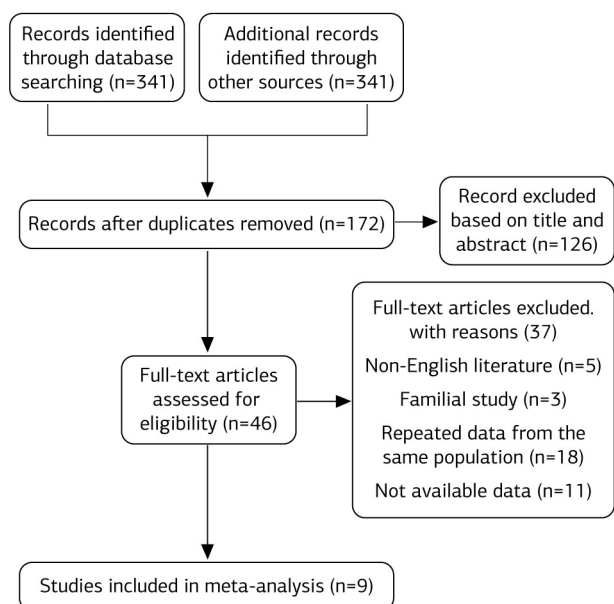 Records identified
through database
searching (n=341)
Additional records
identified through
other sources (n=341)
Records after duplicates removed (n=172)
Record excluded
based on title and
abstract (n=126)
Full-text articles
assessed for
eligibility (n=46)
Full-text articles excluded.
with reasons (37)
Non-English literature (n=5)
Familial study (n=3)
Repeated data from the
same population (n=18)
Not available data (n=11)
Studies included in meta-analysis (n=9)